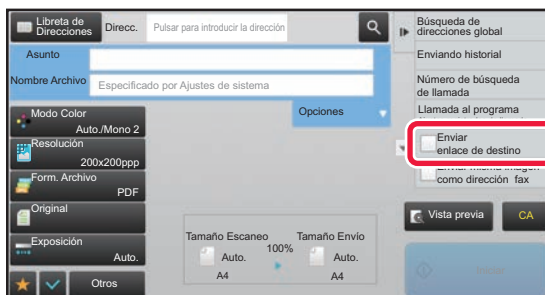 Libreta de
Direcciones
Direcc.
Pulsar para introducir la dirección
Asunto
Nombre Archivo
Especificado por Ajustes de sistema
Opciones
Modo Color
Auto./Mono 2
Resolución
200x200ppp
Form. Archivo
PDF
Original
Exposición
Auto.
Otros
Tamaño Escaneo
Auto.
A4
100%
Tamaño Envío
Auto.
A4
Búsqueda de
direcciones global
Enviando historial
Número de búsqueda
de llamada
Llamada al programa
Enviar
enlace de destino
Enviar misma imagen
como dirección fax
Vista previa
CA